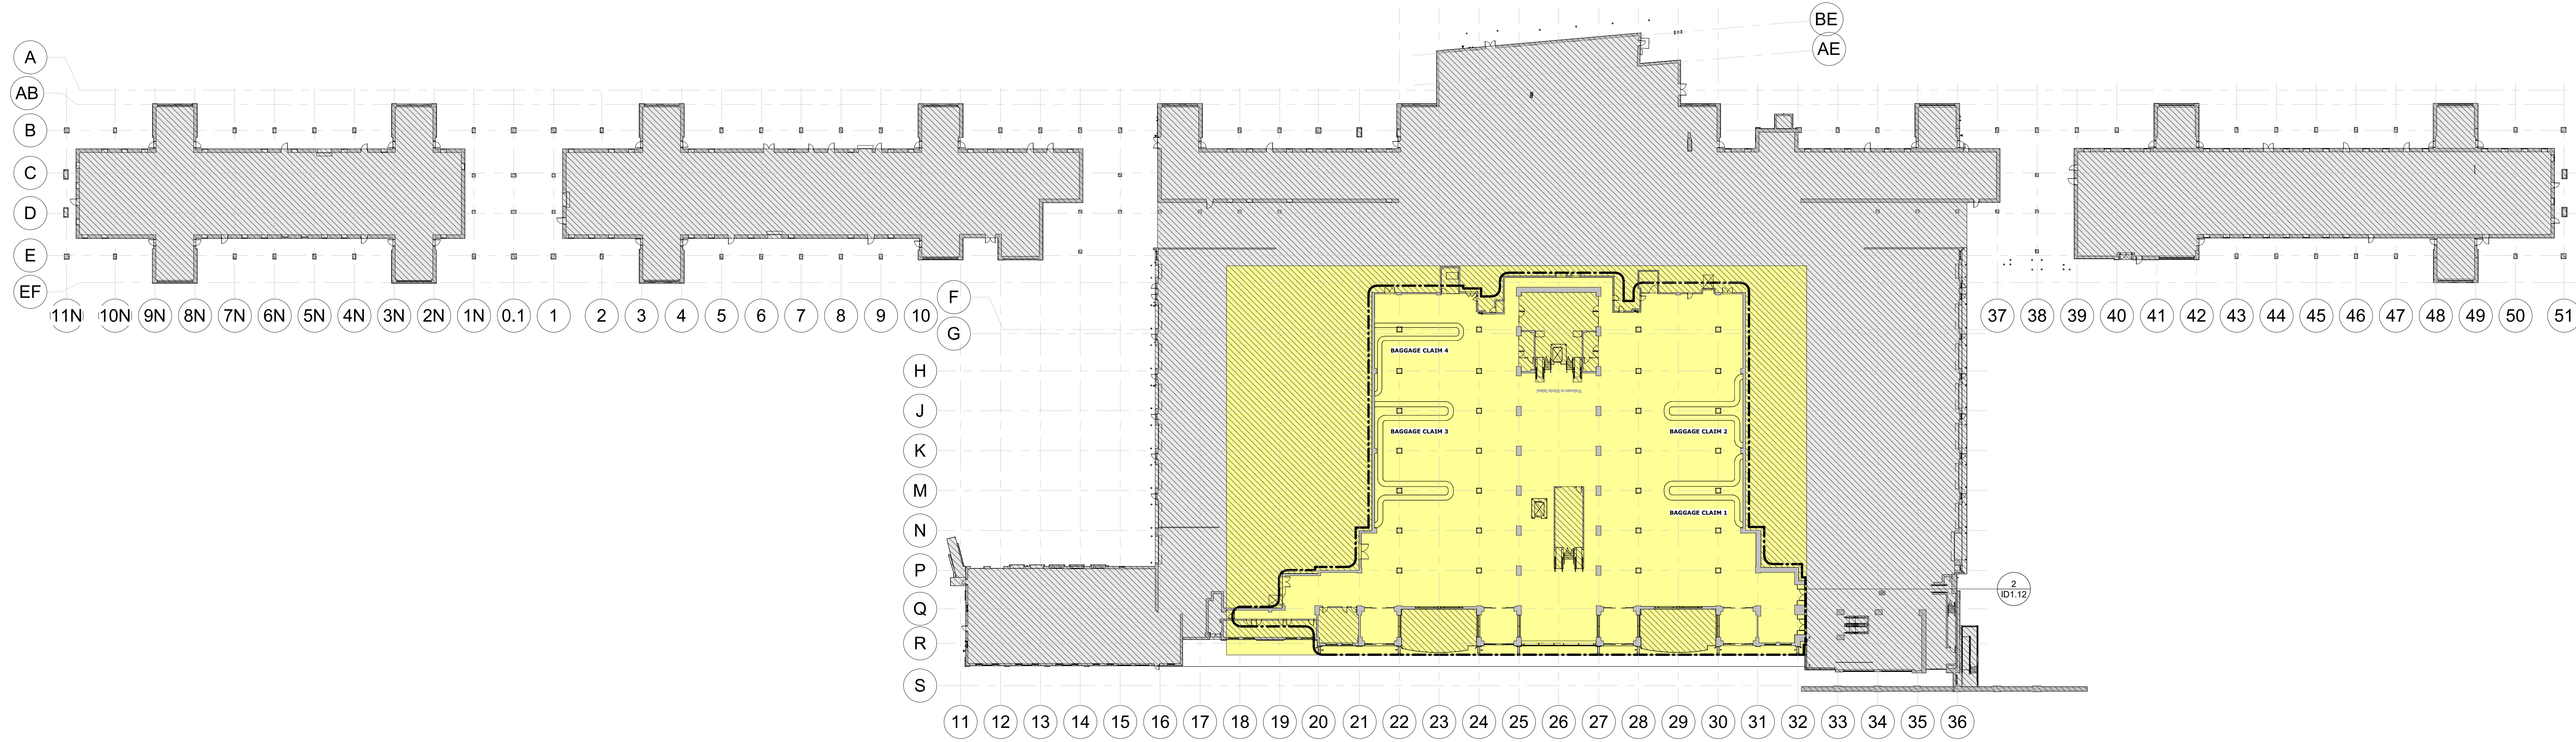 BE
AE
A
AB
B
C
D
E
EF
11N 10N 9N 8N 7N 6N 5N 4N 3N 2N 1N 0.1 1 2 3 4 5 6 7 8 9 10
F
G
37 38 39 40 41 42 43 44 45 46 47 48 49 50 51
BAGGAGE CLAIM 4
H
Welcome to Rhode Island
J
BAGGAGE CLAIM 3
BAGGAGE CLAIM 2
K
M
BAGGAGE CLAIM 1
N
P
2
ID1.12
Q
R
S
11 12 13 14 15 16 17 18 19 20 21 22 23 24 25 26 27 28 29 30 31 32 33 34 35 36